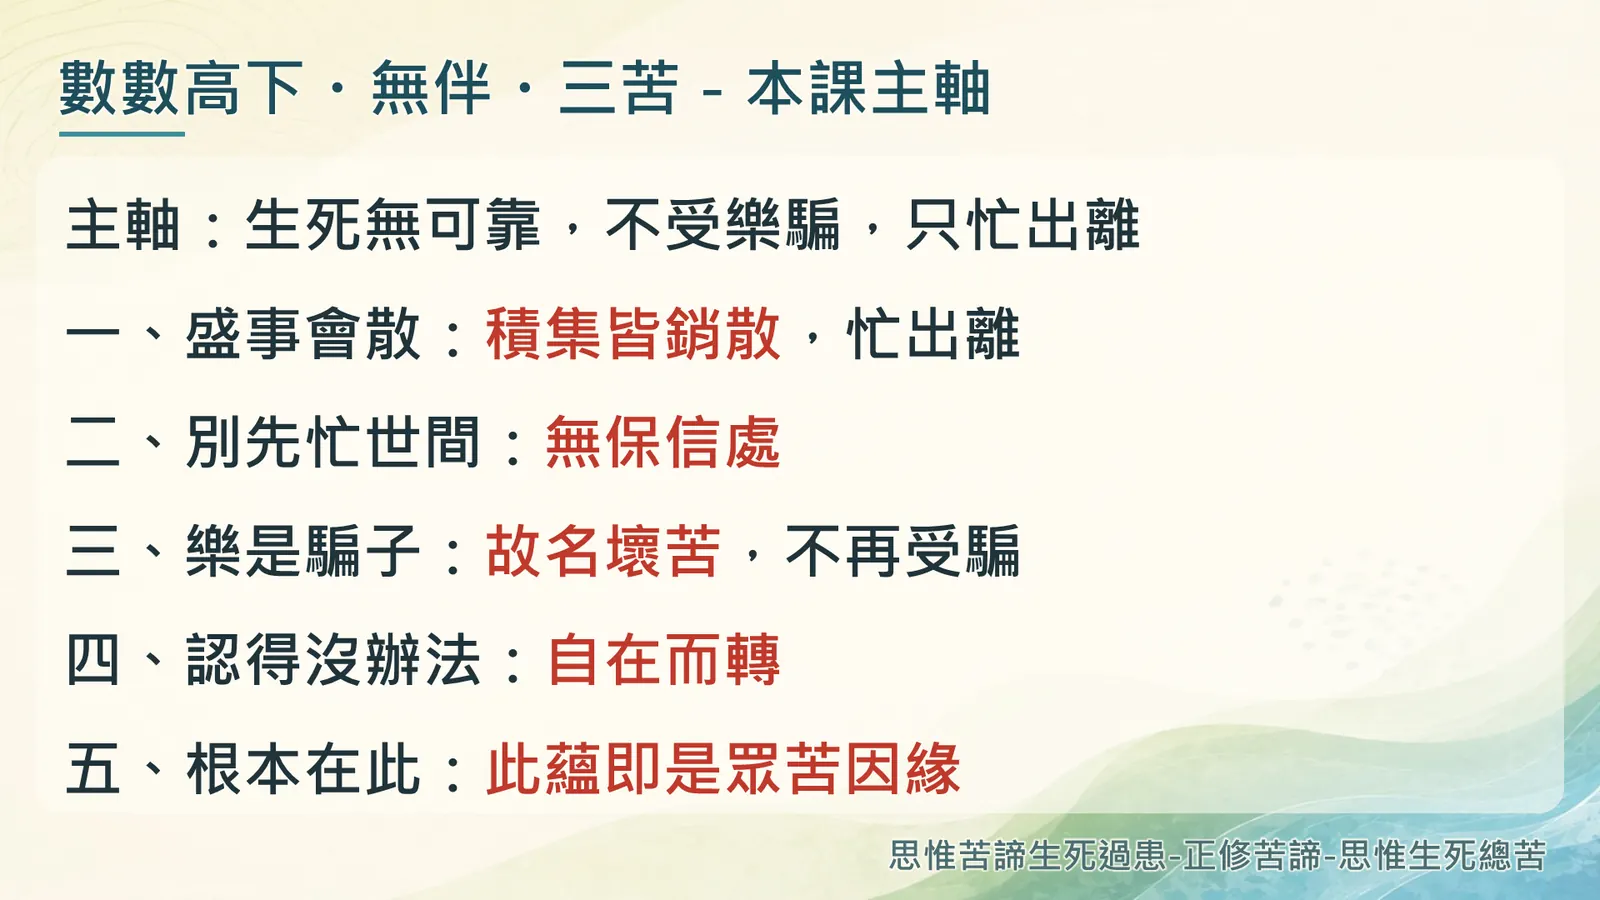 數數高下・無伴・三苦 - 本課主軸
主軸：生死無可靠，不受樂騙，只忙出離
一、盛事會散：積集皆銷散，忙出離
二、別先忙世間：無保信處
三、樂是騙子：故名壞苦，不再受騙
四、認得沒辦法：自在而轉
五、根本在此：此蘊即是眾苦因緣
思惟苦諦生死過患-正修苦諦-思惟生死總苦